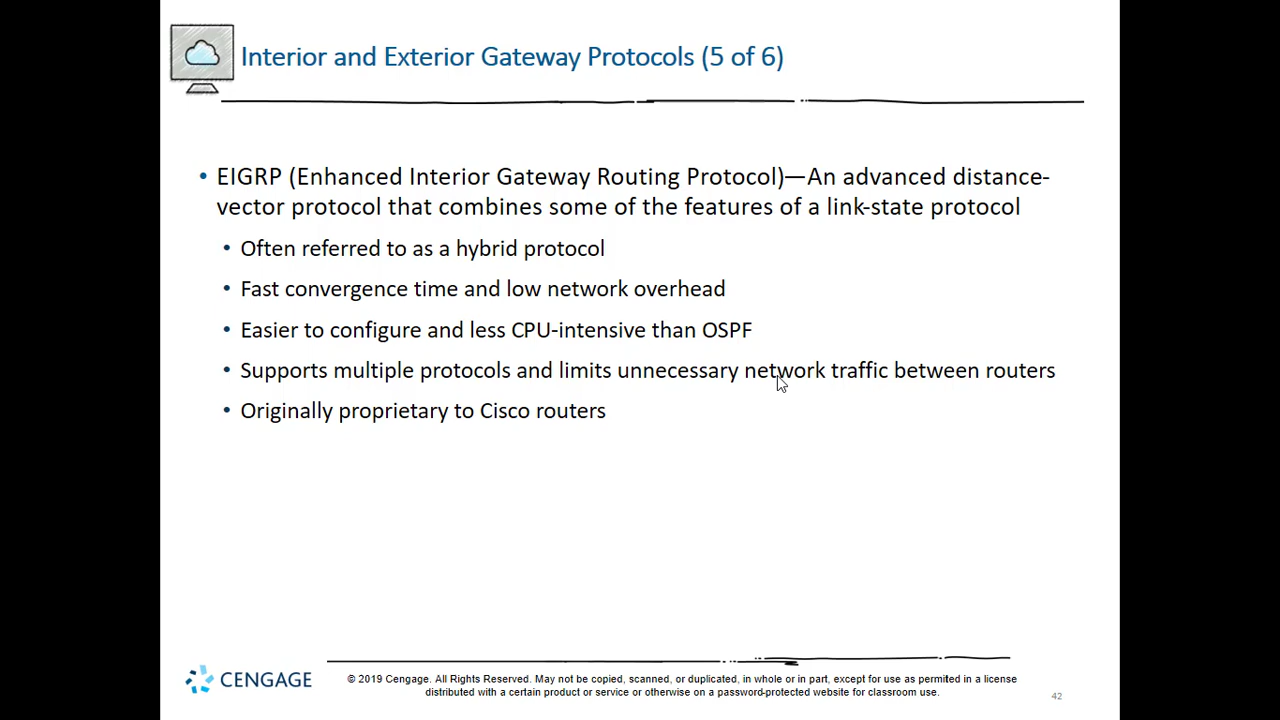 Interior and Exterior Gateway Protocols (5 of 6)
• EIGRP (Enhanced Interior Gateway Routing Protocol)—An advanced distance-
vector protocol that combines some of the features of a link-state protocol
• Often referred to as a hybrid protocol
• Fast convergence time and low network overhead
• Easier to configure and less CPU-intensive than OSPF
• Supports multiple protocols and limits unnecessary network traffic between routers
• Originally proprietary to Cisco routers
CENGAGE
© 2019 Cengage. All Rights Reserved. May not be copied, scanned, or duplicated, in whole or in part, except for use as permitted in a license
distributed with a certain product or service or otherwise on a password-protected website for classroom use.
42